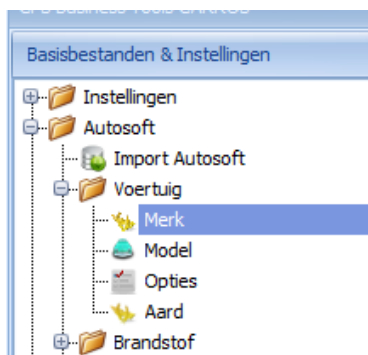 Basisbestanden & Instellingen
Instellingen
Autosoft
Import Autosoft
Voertuig
Merk
Model
Opties
Aard
Brandstof